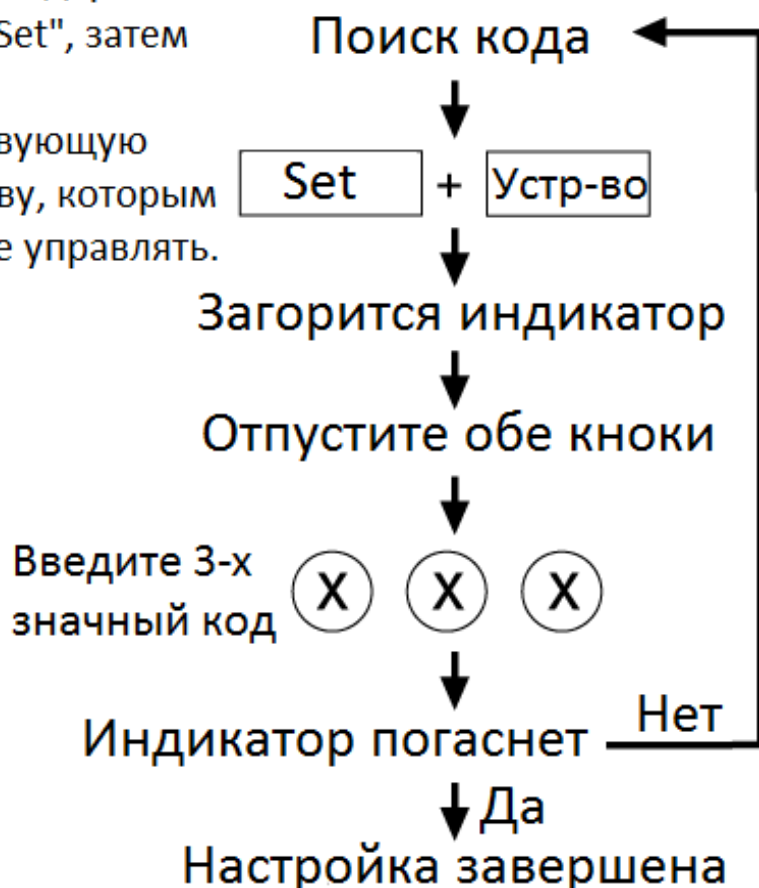 Set", затем
Поиск кода
вующую
ву, которым
е управлять.
Set + Устр-во
Загорится индикатор
Отпустите обе кноки
Введите 3-х
значный код
X X X
Индикатор погаснет
Нет
Да
Настройка завершена